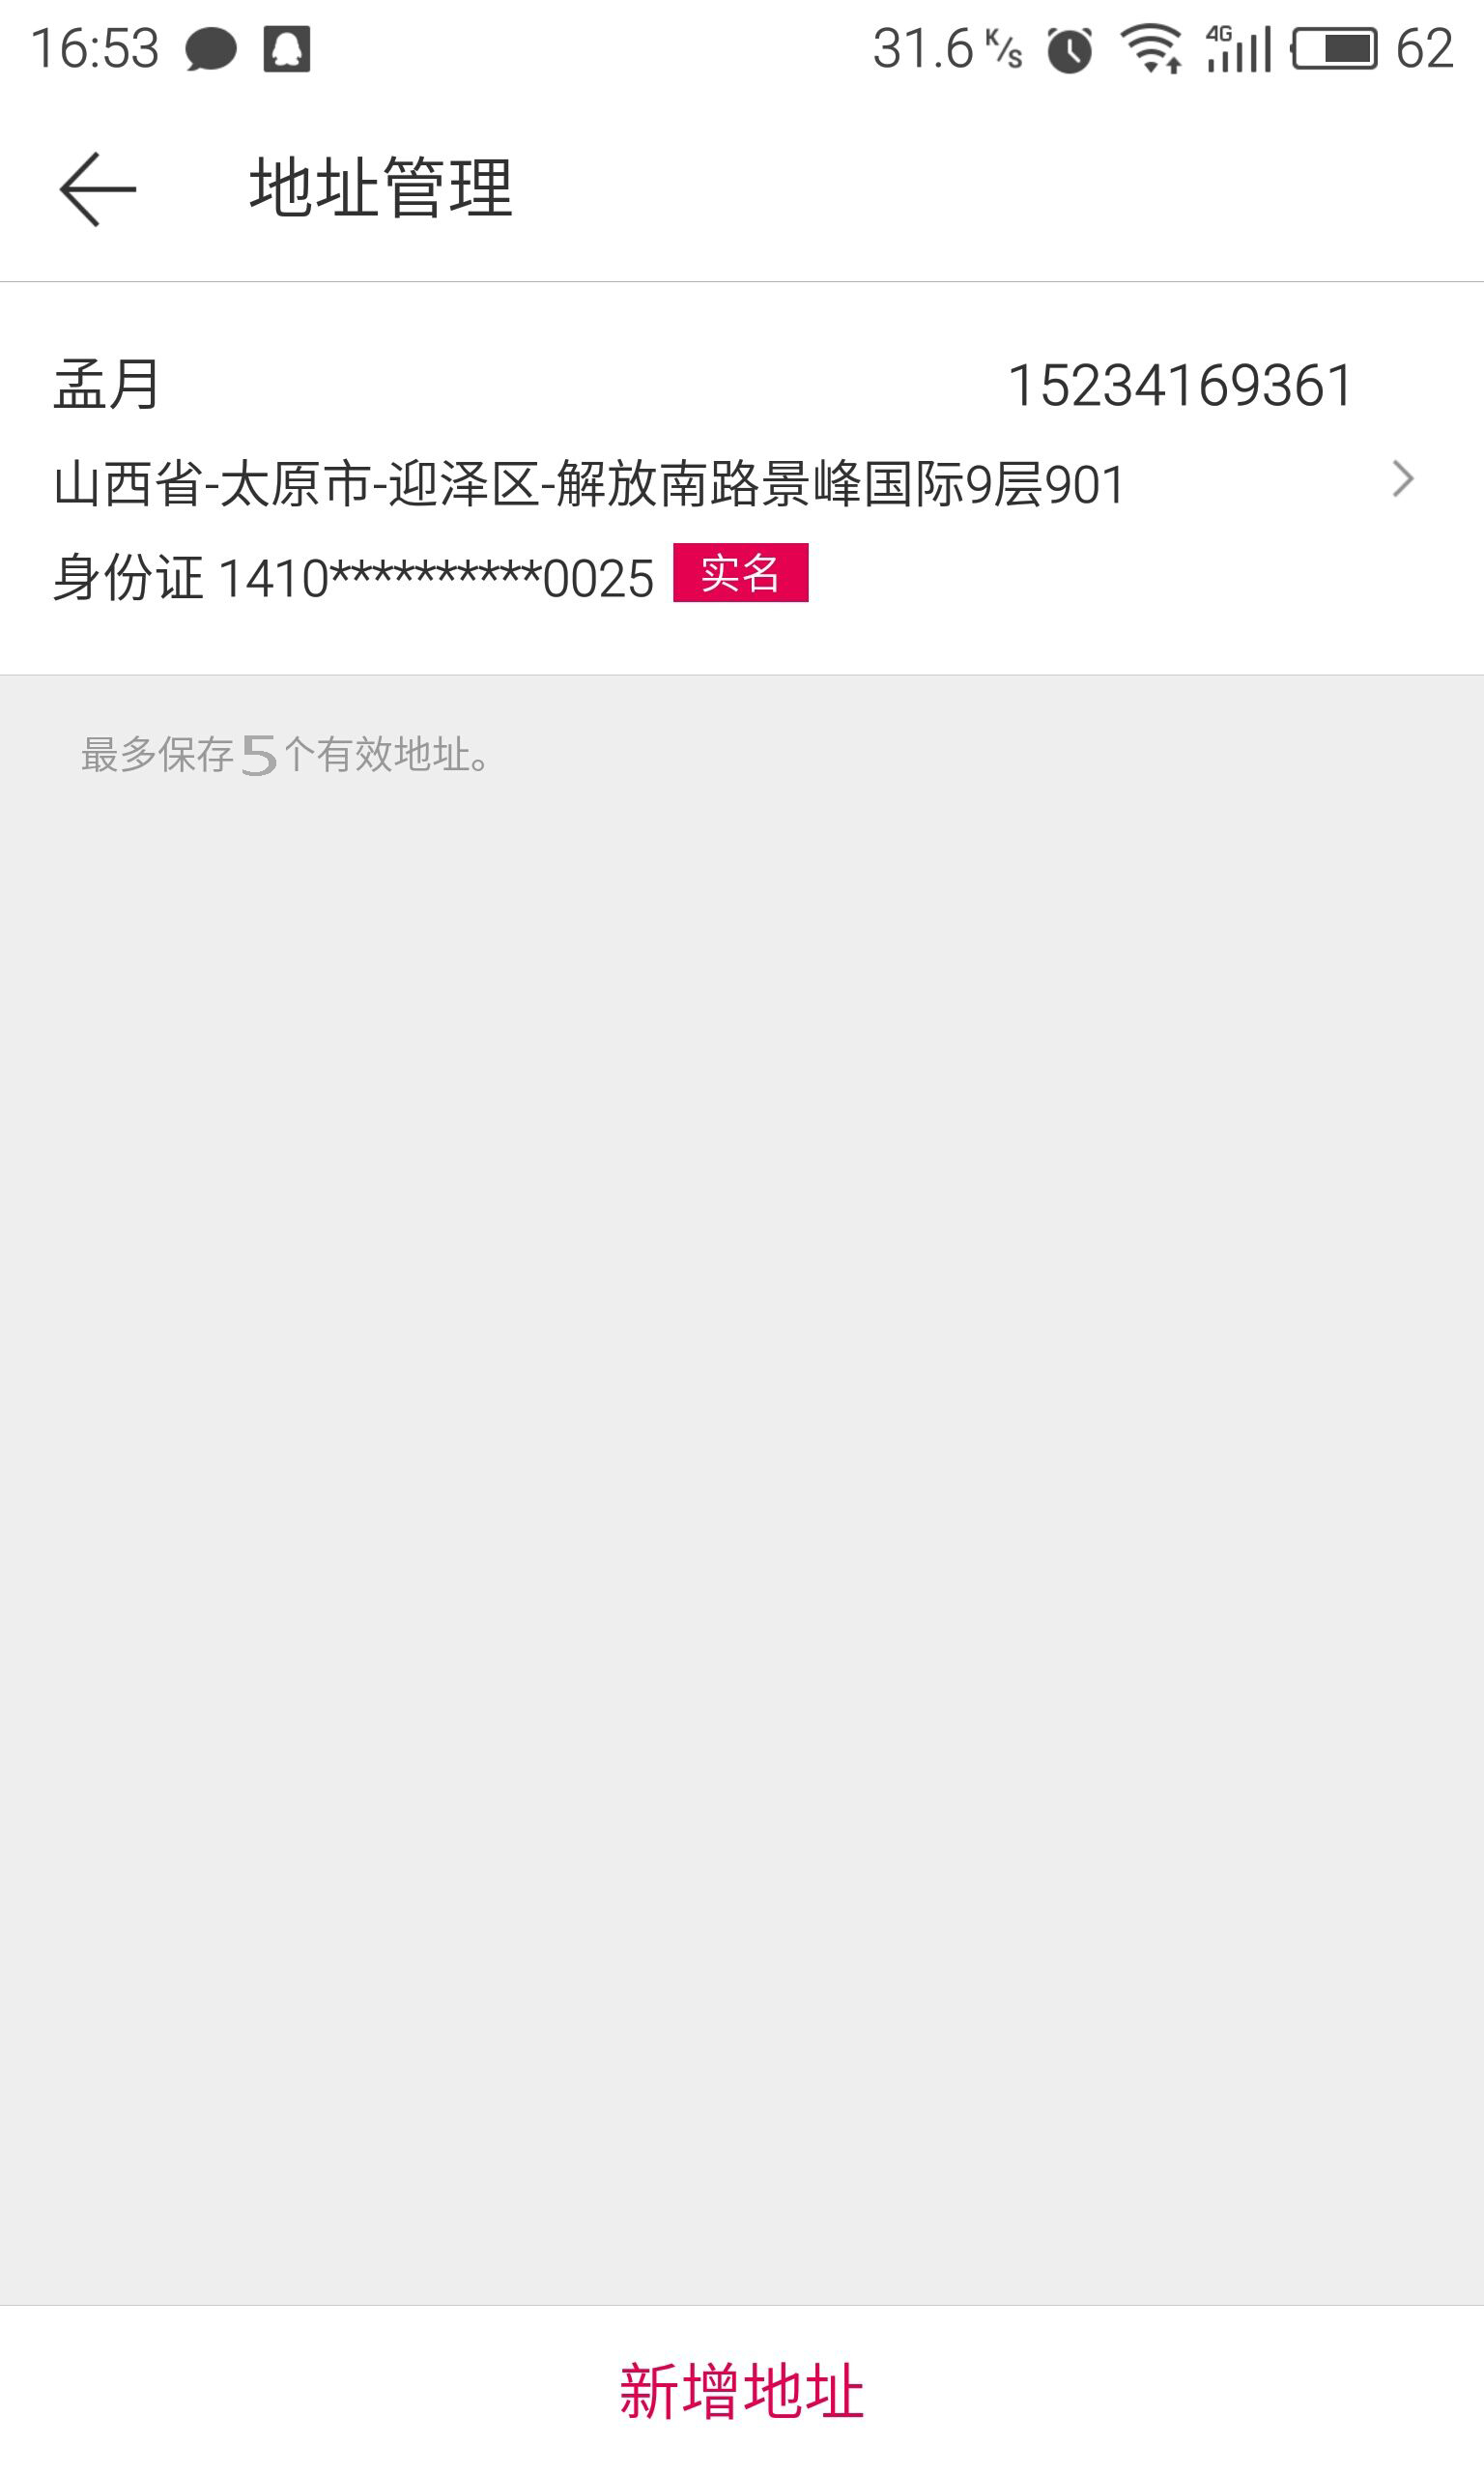 16:53 31.6 K/s 4G 62
地址管理
孟月 15234169361
山西省-太原市-迎泽区-解放南路景峰国际9层901
身份证 1410**********0025 实名
最多保存5个有效地址。
新增地址